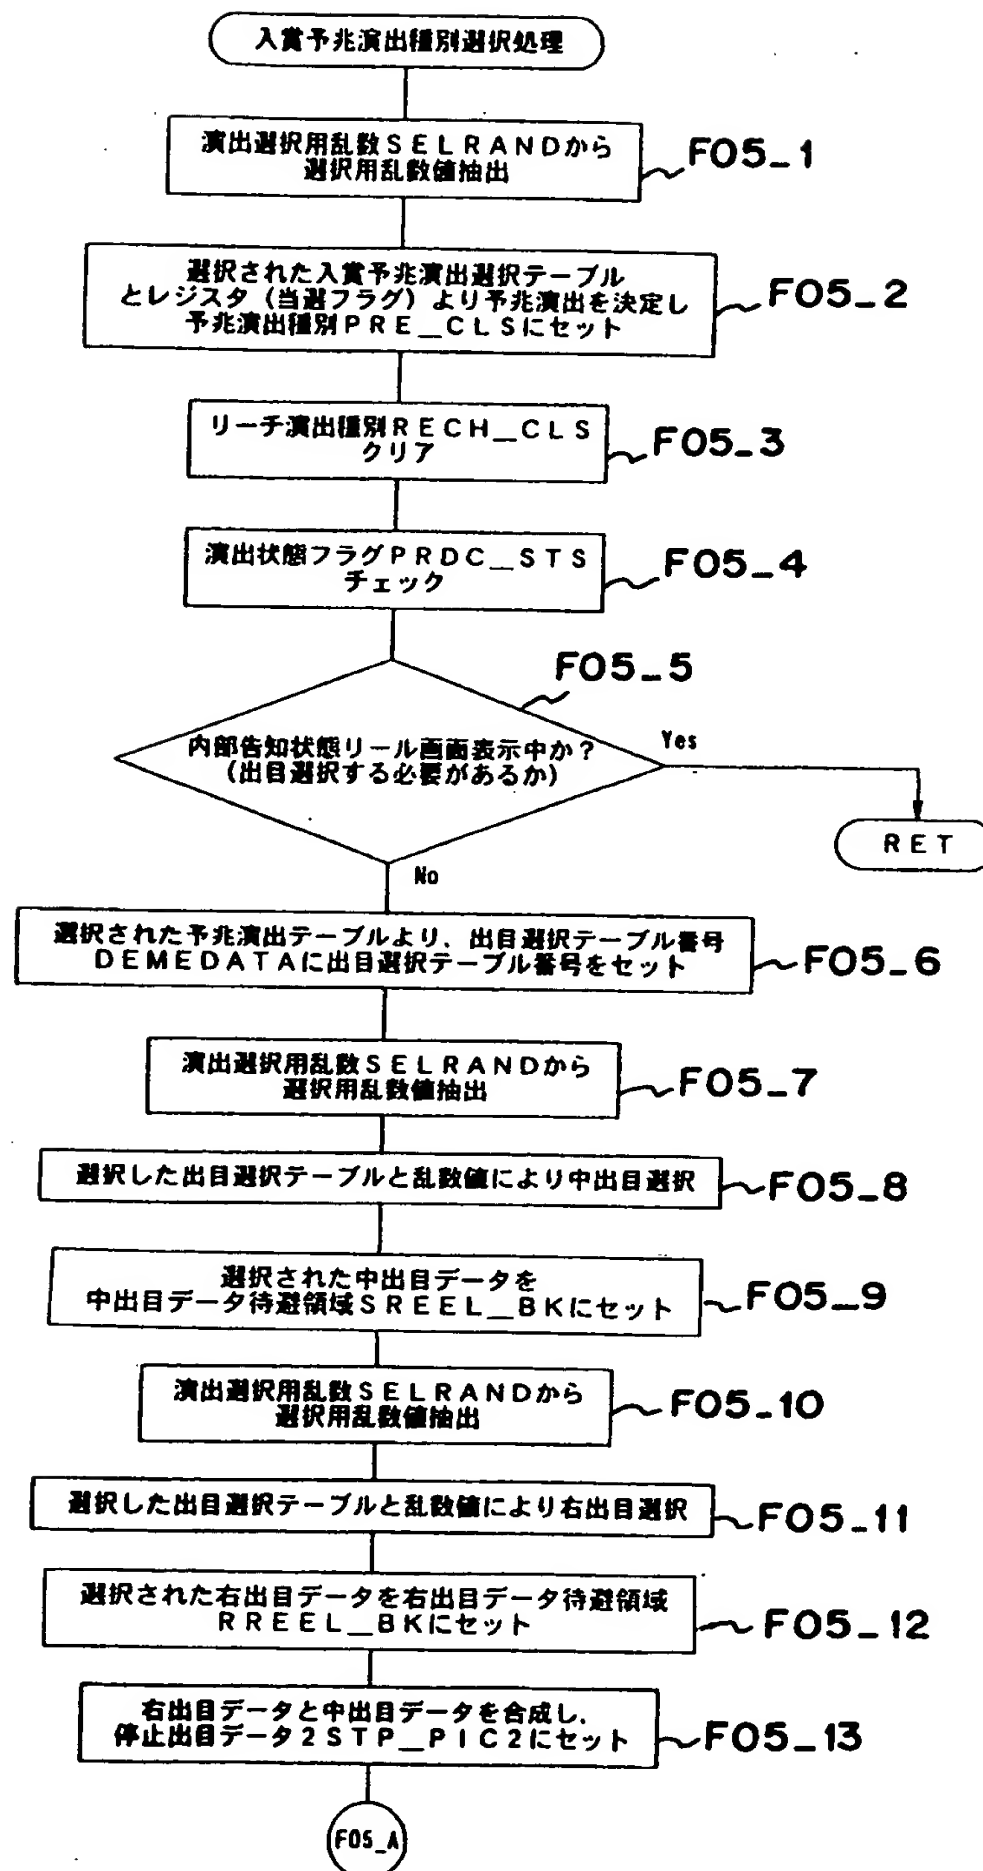 入賞予兆演出種別選択処理
演出選択用乱数SELRANDから
選択用乱数値抽出
F05_1
選択された入賞予兆演出選択テーブル
とレジスタ(当選フラグ)より予兆演出を決定し
予兆演出種別PRE__CLSにセット
F05_2
リーチ演出種別RECH__CLS
クリア
F05_3
演出状態フラグPRDC__STS
チェック
F05_4
F05_5
内部告知状態リール画面表示中か?
(出目選択する必要があるか)
Yes
RET
No
選択された予兆演出テーブルより、出目選択テーブル番号
DEMEDATAに出目選択テーブル番号をセット
F05_6
演出選択用乱数SELRANDから
選択用乱数値抽出
F05_7
選択した出目選択テーブルと乱数値により中出目選択
F05_8
選択された中出目データを
中出目データ待避領域SREEL__BKにセット
F05_9
演出選択用乱数SELRANDから
選択用乱数値抽出
F05_10
選択した出目選択テーブルと乱数値により右出目選択
F05_11
選択された右出目データを右出目データ待避領域
RREEL__BKにセット
F05_12
右出目データと中出目データを合成し、
停止出目データ2STP__PIC2にセット
F05_13
F05_A